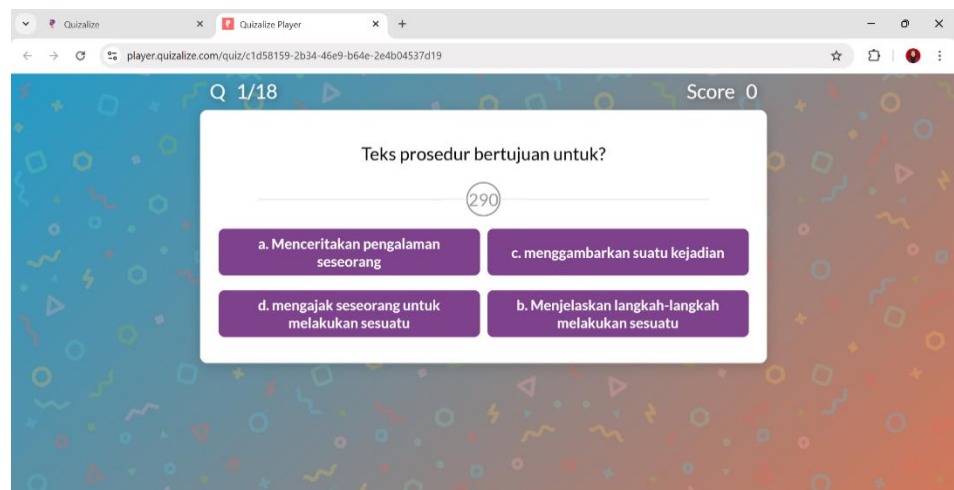 Quizalize
Quizalize Player
player.quizalize.com/quiz/c1d58159-2b34-46e9-b64e-2e4b04537d19
Q 1/18
Score 0
Teks prosedur bertujuan untuk?
290
a. Menceritakan pengalaman
seseorang
c. menggambarkan suatu kejadian
d. mengajak seseorang untuk
melakukan sesuatu
b. Menjelaskan langkah-langkah
melakukan sesuatu